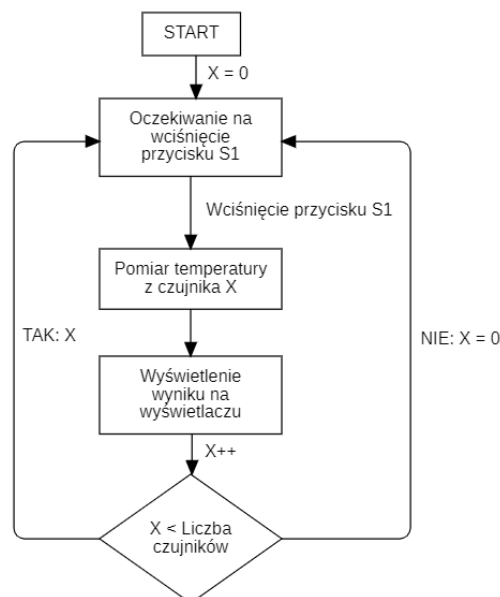 START
X = 0
Oczekiwanie na
wciśnięcie
przycisku S1
Wciśnięcie przycisku S1
Pomiar temperatury
z czujnika X
TAK: X
NIE: X = 0
Wyświetlenie
wyniku na
wyświetlaczu
X++
X < Liczba
czujników